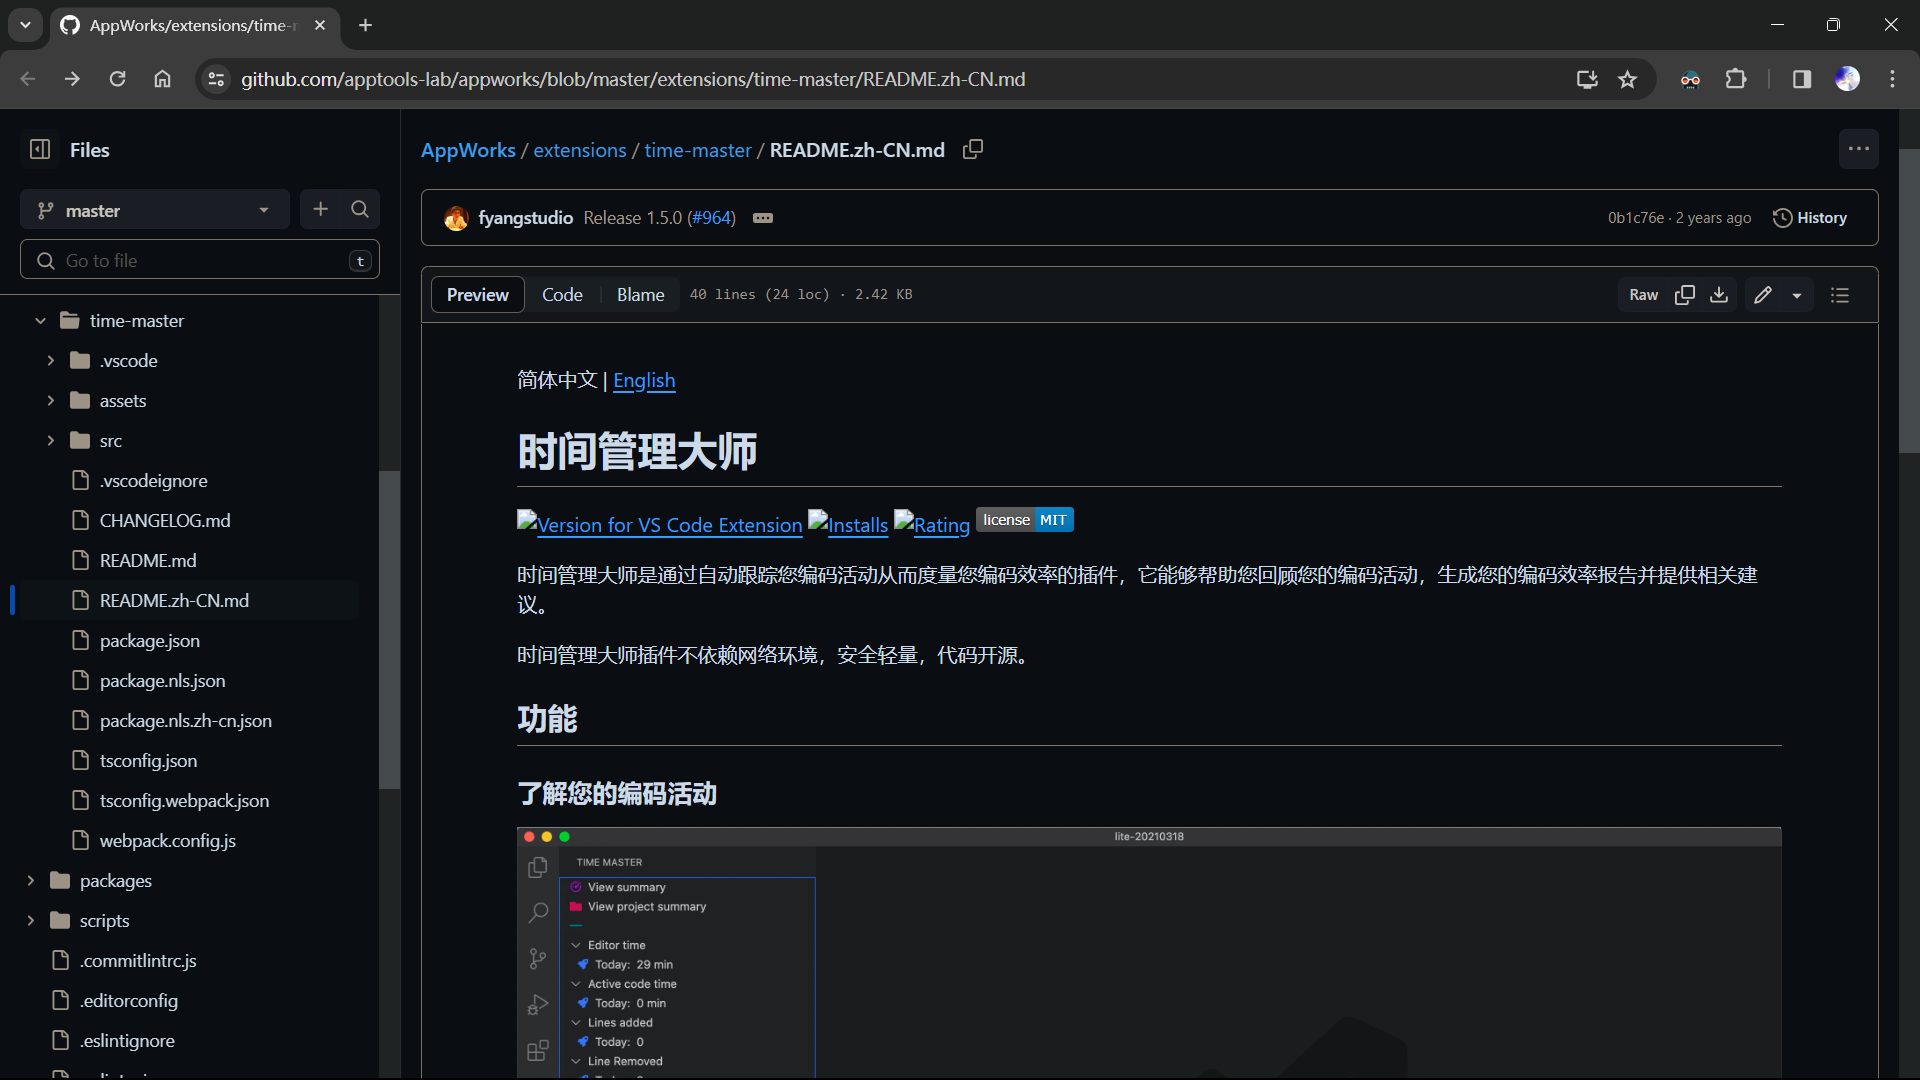 AppWorks/extensions/time-m
github.com/apptools-lab/appworks/blob/master/extensions/time-master/README.zh-CN.md
Files
master
Go to file
t
time-master
.vscode
assets
src
.vscodeignore
CHANGELOG.md
README.md
README.zh-CN.md
package.json
package.nls.json
package.nls.zh-cn.json
tsconfig.json
tsconfig.webpack.json
webpack.config.js
packages
scripts
.commitlintrc.js
.editorconfig
.eslintignore
AppWorks / extensions / time-master / README.zh-CN.md
fyangstudio Release 1.5.0 (#964)
0b1c76e · 2 years ago
History
Preview
Code
Blame
40 lines (24 loc) · 2.42 KB
Raw
简体中文 | English
时间管理大师
Version for VS Code Extension Installs Rating license MIT
时间管理大师是通过自动跟踪您编码活动从而度量您编码效率的插件，它能够帮助您回顾您的编码活动，生成您的编码效率报告并提供相关建
议。
时间管理大师插件不依赖网络环境，安全轻量，代码开源。
功能
了解您的编码活动
lite-20210318
TIME MASTER
View summary
View project summary
Editor time
Today: 29 min
Active code time
Today: 0 min
Lines added
Today: 0
Line Removed